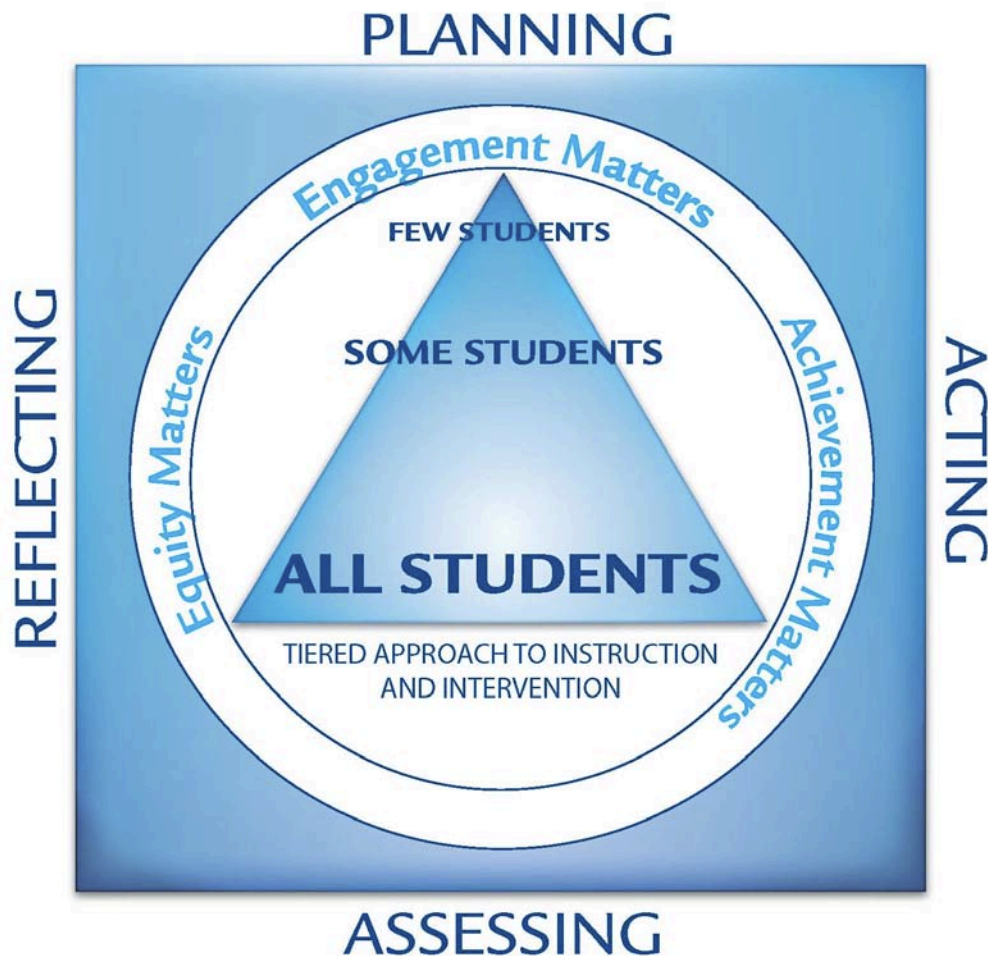 PLANNING
Engagement Matters
FEW STUDENTS
SOME STUDENTS
REFLECTING
Equity Matters
Achievement Matters
ACTING
ALL STUDENTS
TIERED APPROACH TO INSTRUCTION
AND INTERVENTION
ASSESSING